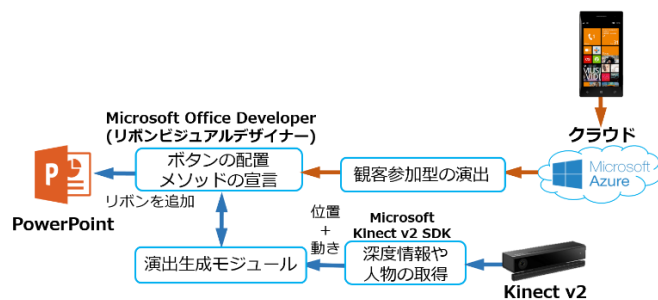 Microsoft Office Developer
(リボンビジュアルデザイナー)
クラウド
ボタンの配置
メソッドの宣言
観客参加型の演出
Microsoft
Azure
P
リボンを追加
PowerPoint
位置
+
動き
Microsoft
Kinect v2 SDK
演出生成モジュール
深度情報や
人物の取得
Kinect v2